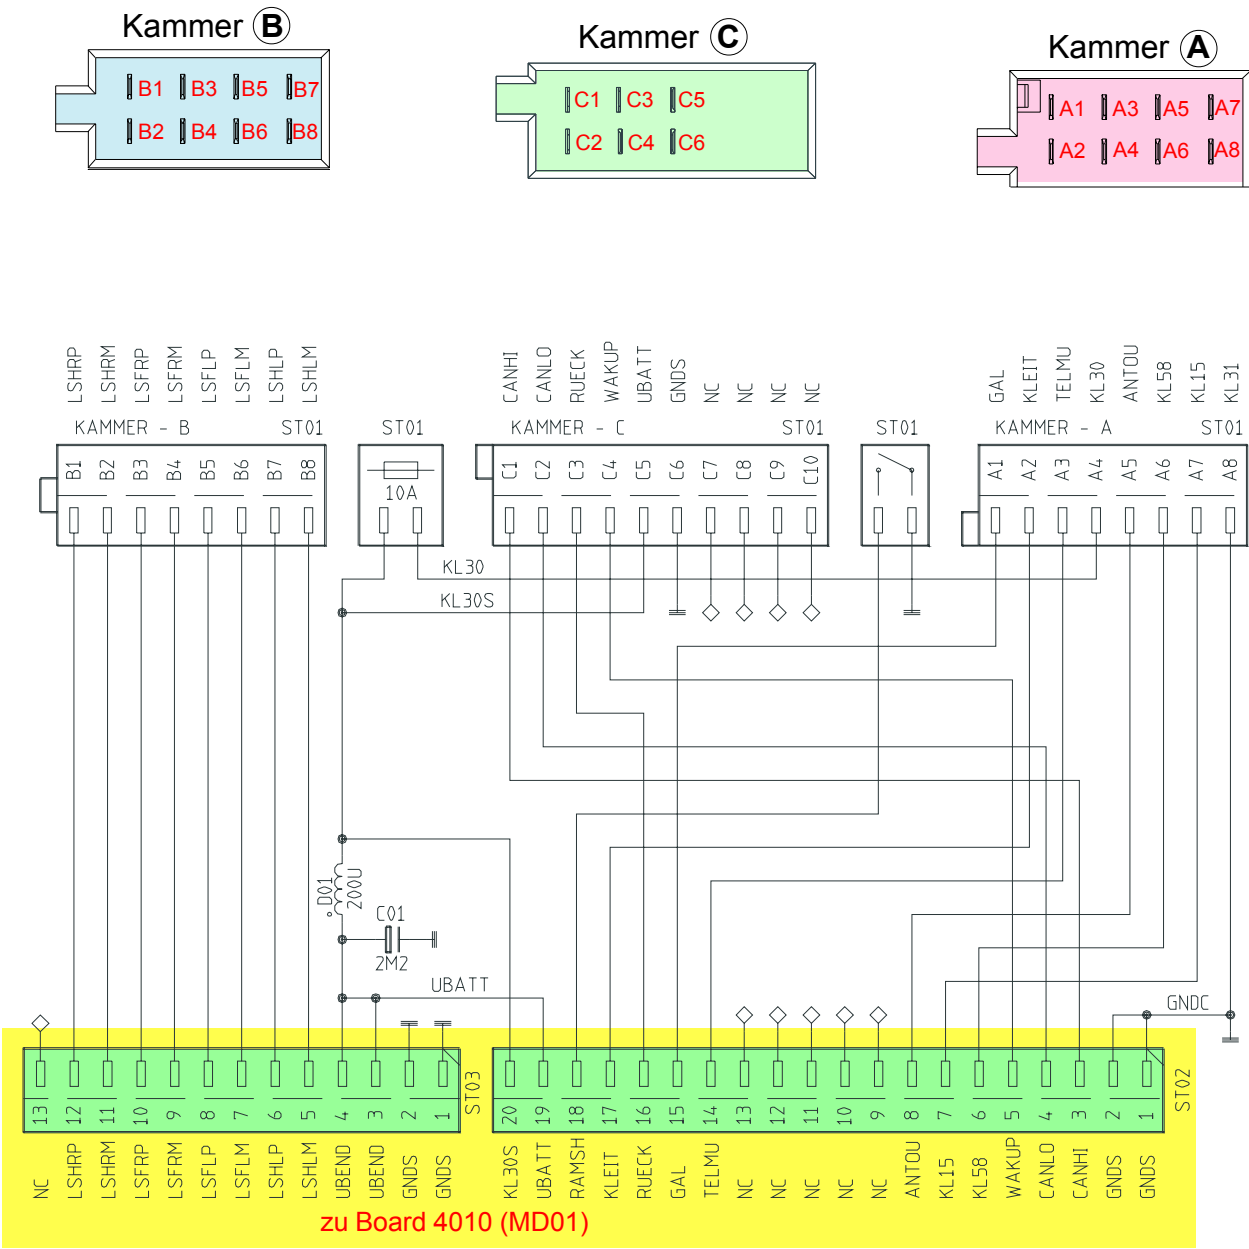 Kammer B
Kammer C
Kammer A
B1 B3 B5 B7
B2 B4 B6 B8
C1 C3 C5
C2 C4 C6
A1 A3 A5 A7
A2 A4 A6 A8
LSHRP LSHRM LSFRP LSFRM LSFLP LSFLM LSHLP LSHLM
CANHI CANLO RUECK WAKUP UBATT GNDS NC NC NC NC
GAL KLEIT TELMU KL30 ANTOU KL58 KL15 KL31
KAMMER - B ST01
ST01
KAMMER - C ST01
ST01
KAMMER - A ST01
B1 B2 B3 B4 B5 B6 B7 B8
10A
C1 C2 C3 C4 C5 C6 C7 C8 C9 C10
A1 A2 A3 A4 A5 A6 A7 A8
KL30
KL30S
D01
200U
C01
2M2
UBATT
GNDC
13 12 11 10 9 8 7 6 5 4 3 2 1
ST03
20 19 18 17 16 15 14 13 12 11 10 9 8 7 6 5 4 3 2 1
ST02
NC LSHRP LSHRM LSFRP LSFRM LSFLP LSFLM LSHLP LSHLM UBEND UBEND GNDS GNDS
KL30S UBATT RAMSH KLEIT RUECK GAL TELMU NC NC NC NC NC ANTOU KL15 KL58 WAKUP CANLO CANHI GNDS GNDS
zu Board 4010 (MD01)